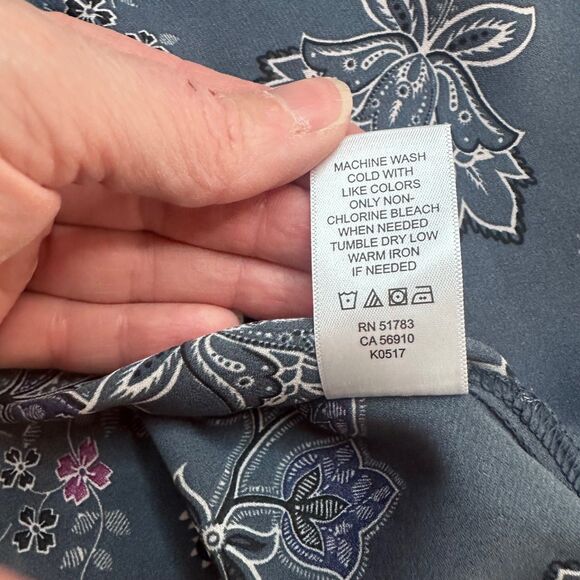 MACHINE WASH
COLD WITH
LIKE COLORS
ONLY NON-
CHLORINE BLEACH
WHEN NEEDED
TUMBLE DRY LOW
WARM IRON
IF NEEDED
RN 51783
CA 56910
K0517